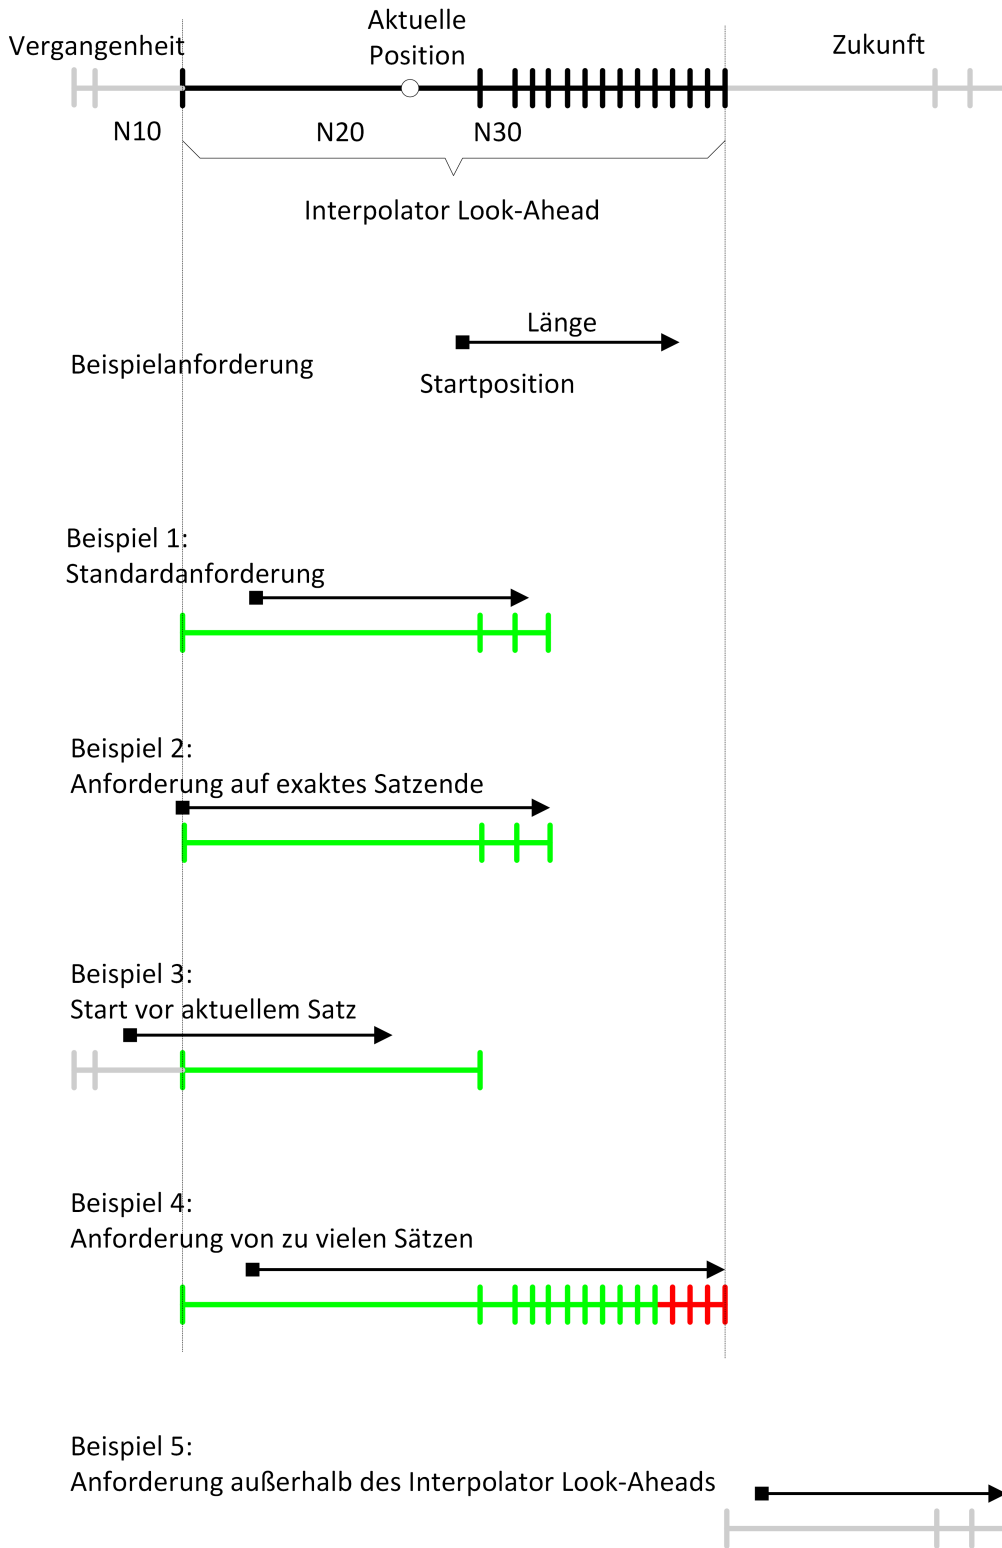 Aktuelle
Position
Vergangenheit
Zukunft
N10
N20
N30
Interpolator Look-Ahead
Länge
Beispielanforderung
Startposition
Beispiel 1:
Standardanforderung
Beispiel 2:
Anforderung auf exaktes Satzende
Beispiel 3:
Start vor aktuellem Satz
Beispiel 4:
Anforderung von zu vielen Sätzen
Beispiel 5:
Anforderung außerhalb des Interpolator Look-Aheads